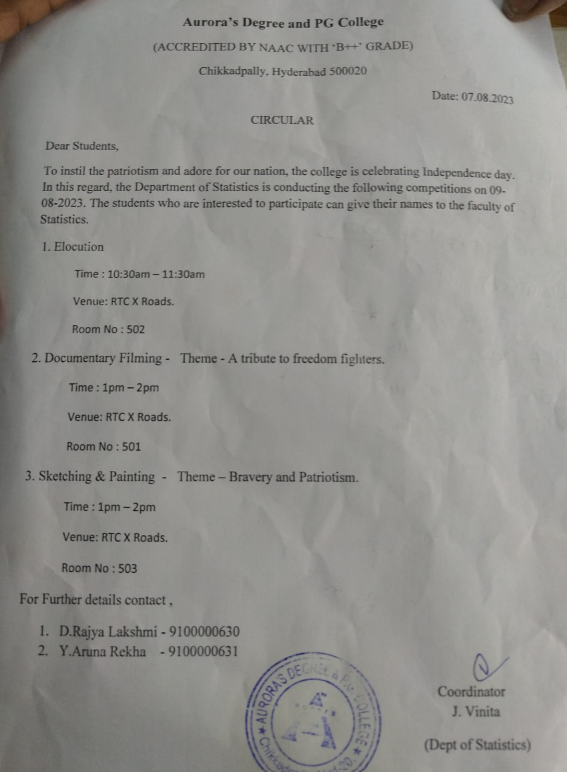 Aurora's Degree and PG College
(ACCREDITED BY NAAC WITH 'B++' GRADE)
Chikkadpally, Hyderabad 500020
Date: 07.08.2023
CIRCULAR
Dear Students,
To instil the patriotism and adore for our nation, the college is celebrating Independence day.
In this regard, the Department of Statistics is conducting the following competitions on 09-
08-2023. The students who are interested to participate can give their names to the faculty of
Statistics.
1. Elocution
Time : 10:30am – 11:30am
Venue: RTC X Roads.
Room No : 502
2. Documentary Filming - Theme - A tribute to freedom fighters.
Time : 1pm – 2pm
Venue: RTC X Roads.
Room No : 501
3. Sketching & Painting - Theme – Bravery and Patriotism.
Time : 1pm – 2pm
Venue: RTC X Roads.
Room No : 503
For Further details contact ,
1. D.Rajya Lakshmi - 9100000630
2. Y.Aruna Rekha - 9100000631
AURORAS DEGREE & PG COLLEGE
Coordinator
J. Vinita
(Dept of Statistics)